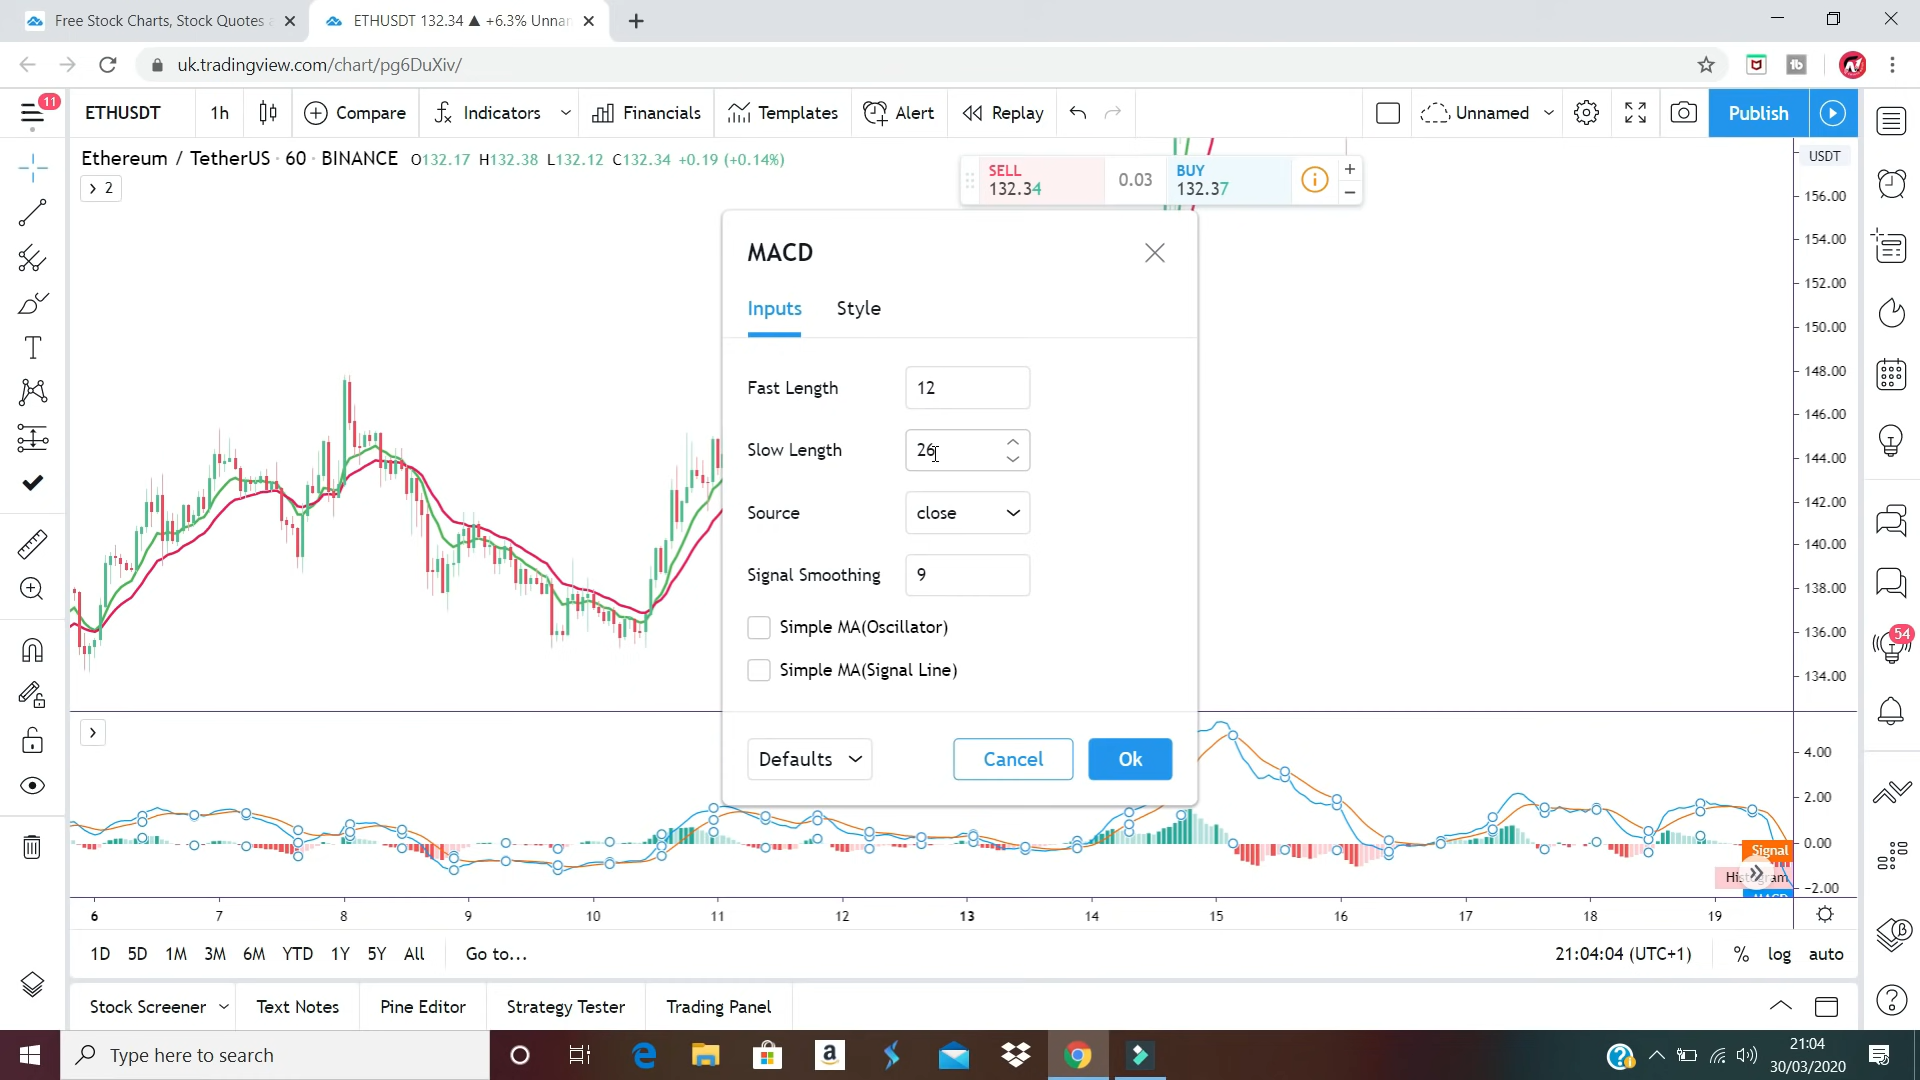 Free Stock Charts, Stock Quotes a
ETHUSDT 132.34 ▲ +6.3% Unnan
uk.tradingview.com/chart/pg6DuXiv/
11
ETHUSDT 1h Compare Indicators Financials Templates Alert Replay Unnamed Publish
Ethereum / TetherUS · 60 · BINANCE O132.17 H132.38 L132.12 C132.34 +0.19 (+0.14%)
USDT
2
SELL
132.34
0.03
BUY
132.37
156.00
154.00
152.00
150.00
148.00
146.00
144.00
142.00
140.00
138.00
136.00
134.00
MACD
Inputs Style
Fast Length 12
Slow Length 26
Source close
Signal Smoothing 9
Simple MA(Oscillator)
Simple MA(Signal Line)
Defaults Cancel Ok
54
4.00
2.00
0.00
-2.00
Signal
Histogram
MACD
6 7 8 9 10 11 12 13 14 15 16 17 18 19
1D 5D 1M 3M 6M YTD 1Y 5Y All Go to... 21:04:04 (UTC+1) % log auto
Stock Screener Text Notes Pine Editor Strategy Tester Trading Panel
Type here to search
21:04
30/03/2020